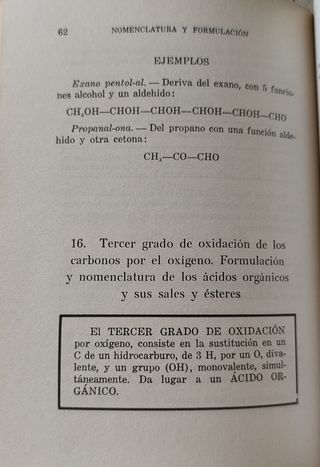 62 NOMENCLATURA Y FORMULACIÓN
EJEMPLOS
Exano pentol-al. — Deriva del exano, con 5 funcio-
nes alcohol y un aldehido:
CH₂OH—CHOH—CHOH—CHOH—CHOH—CHO
Propanal-ona. — Del propano con una función alde-
hido y otra cetona:
CH₃—CO—CHO
16. Tercer grado de oxidación de los
carbonos por el oxígeno. Formulación
y nomenclatura de los ácidos orgánicos
y sus sales y ésteres
El TERCER GRADO DE OXIDACIÓN
por oxígeno, consiste en la sustitución en un
C de un hidrocarburo, de 3 H, por un O, diva-
lente, y un grupo (OH), monovalente, simul-
táneamente. Da lugar a un ÁCIDO OR-
GÁNICO.